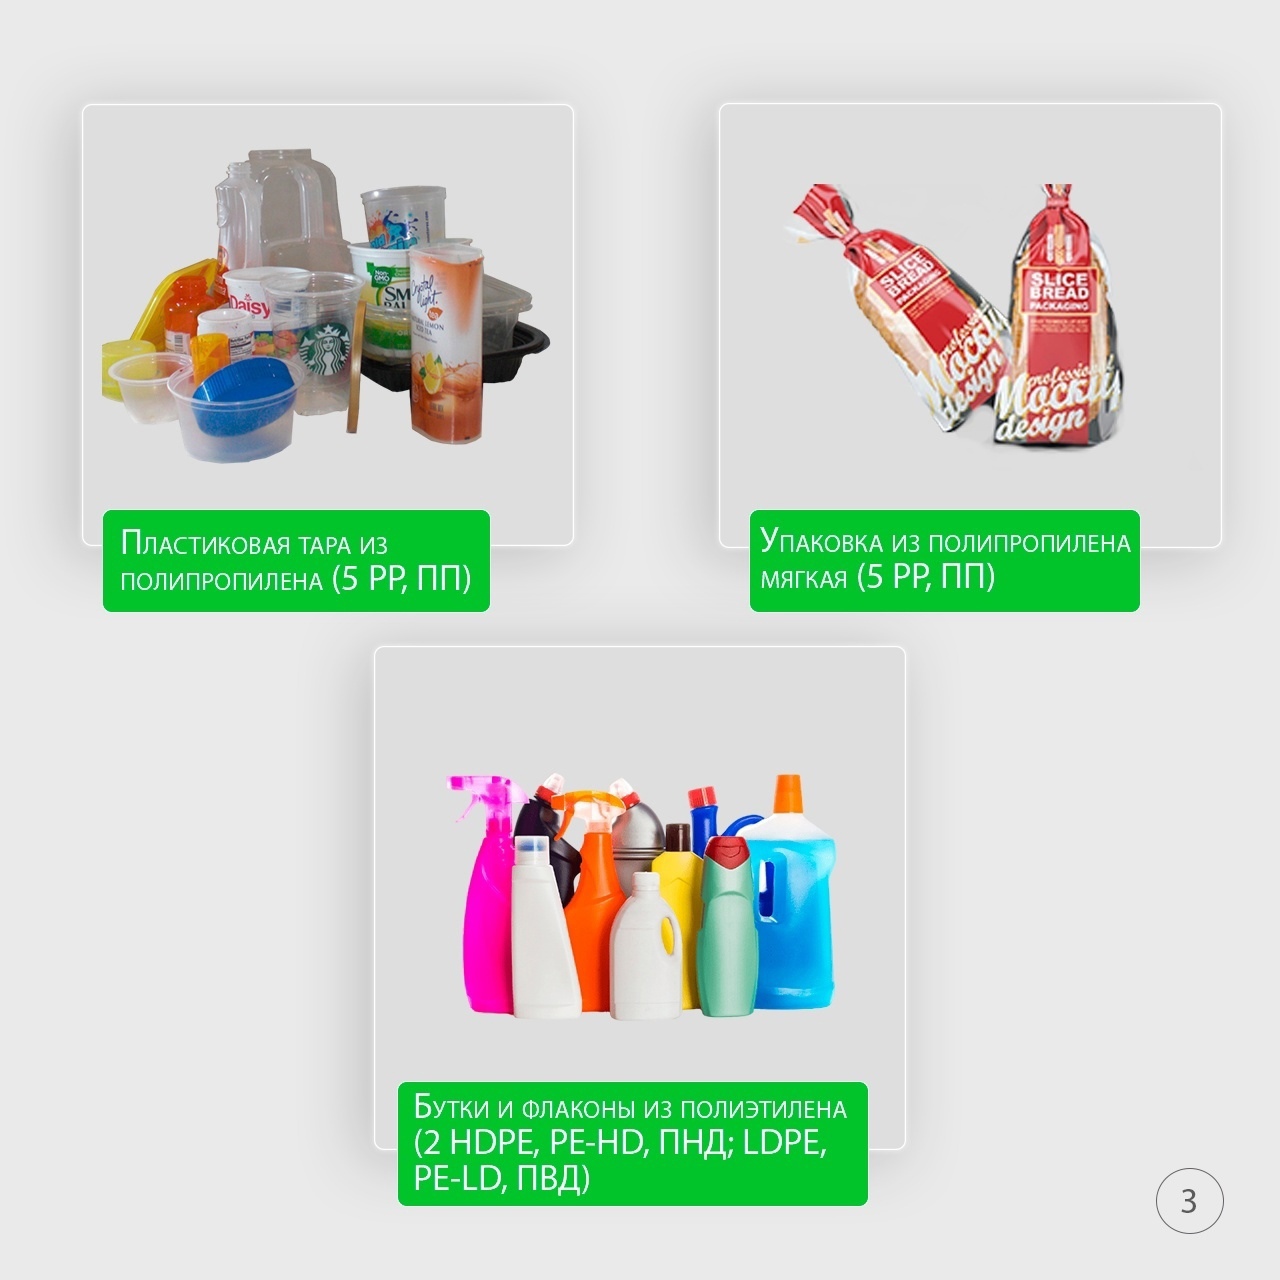 Daisy
Non-
GMO
SM
Crystal
light
LEMON
ICED TEA
SLICE
BREAD
PACKAGING
professional
Mockup
design
SLICE
BREAD
PACKAGING
professional
Mockup
design
Пластиковая тара из
полипропилена (5 PP, ПП)
Упаковка из полипропилена
мягкая (5 PP, ПП)
Бутки и флаконы из полиэтилена
(2 HDPE, PE-HD, ПНД; LDPE,
PE-LD, ПВД)
3